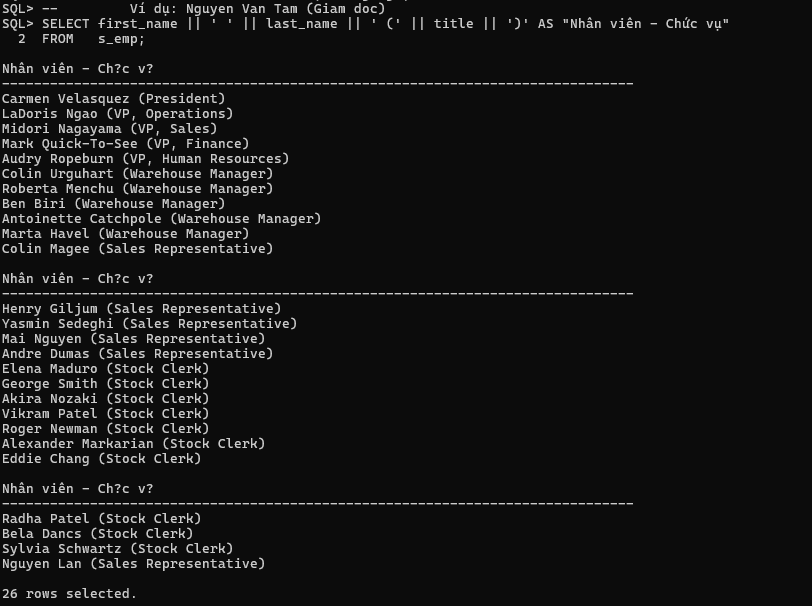 SQL> --         Ví dụ: Nguyen Van Tam (Giam doc)
SQL> SELECT first_name || ' ' || last_name || ' (' || title || ')' AS "Nhân viên - Chức vụ"
  2  FROM   s_emp;
Nhân viên - Ch?c v?
-------------------------------------------------------------------------------
Carmen Velasquez (President)
LaDoris Ngao (VP, Operations)
Midori Nagayama (VP, Sales)
Mark Quick-To-See (VP, Finance)
Audry Ropeburn (VP, Human Resources)
Colin Urguhart (Warehouse Manager)
Roberta Menchu (Warehouse Manager)
Ben Biri (Warehouse Manager)
Antoinette Catchpole (Warehouse Manager)
Marta Havel (Warehouse Manager)
Colin Magee (Sales Representative)
Nhân viên - Ch?c v?
-------------------------------------------------------------------------------
Henry Giljum (Sales Representative)
Yasmin Sedeghi (Sales Representative)
Mai Nguyen (Sales Representative)
Andre Dumas (Sales Representative)
Elena Maduro (Stock Clerk)
George Smith (Stock Clerk)
Akira Nozaki (Stock Clerk)
Vikram Patel (Stock Clerk)
Roger Newman (Stock Clerk)
Alexander Markarian (Stock Clerk)
Eddie Chang (Stock Clerk)
Nhân viên - Ch?c v?
-------------------------------------------------------------------------------
Radha Patel (Stock Clerk)
Bela Dancs (Stock Clerk)
Sylvia Schwartz (Stock Clerk)
Nguyen Lan (Sales Representative)
26 rows selected.